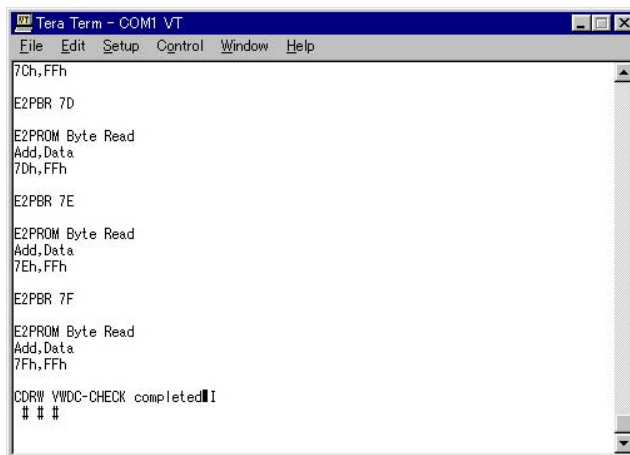 Tera Term - COM1 VT
File Edit Setup Control Window Help
7Ch,FFh
E2PBR 7D
E2PROM Byte Read
Add,Data
7Dh,FFh
E2PBR 7E
E2PROM Byte Read
Add,Data
7Eh,FFh
E2PBR 7F
E2PROM Byte Read
Add,Data
7Fh,FFh
CDRW VWDC-CHECK completed
# # #